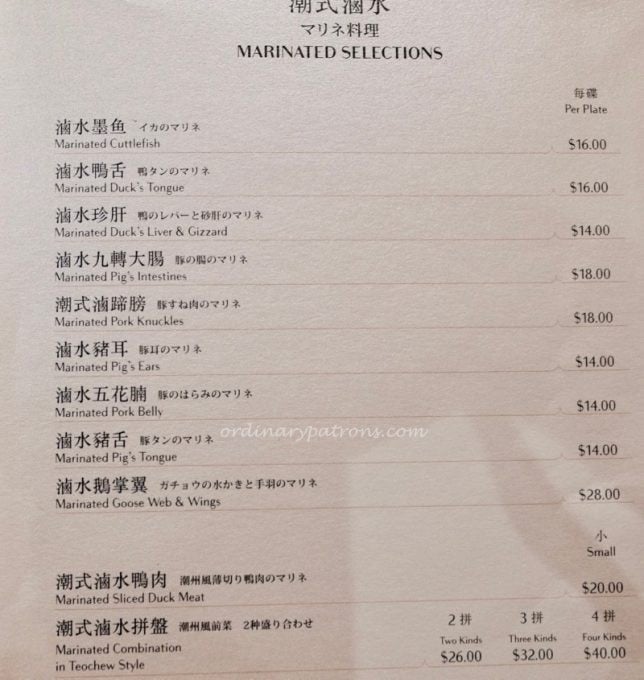 潮式滷水
マリネ料理
MARINATED SELECTIONS
每碟
Per Plate
滷水墨鱼 イカのマリネ
Marinated Cuttlefish $16.00
滷水鴨舌 鴨タンのマリネ
Marinated Duck's Tongue $16.00
滷水珍肝 鴨のレバーと砂肝のマリネ
Marinated Duck's Liver & Gizzard $14.00
滷水九轉大腸 豚の腸のマリネ
Marinated Pig's Intestines $18.00
潮式滷蹄膀 豚すね肉のマリネ
Marinated Pork Knuckles $18.00
滷水豬耳 豚耳のマリネ
Marinated Pig's Ears $14.00
滷水五花腩 豚のはらみのマリネ
Marinated Pork Belly $14.00
ordinarypatrons.com
滷水豬舌 豚タンのマリネ
Marinated Pig's Tongue $14.00
滷水鵝掌翼 ガチョウの水かきと手羽のマリネ
Marinated Goose Web & Wings $28.00
小
Small
潮式滷水鴨肉 潮州風薄切り鴨肉のマリネ
Marinated Sliced Duck Meat $20.00
潮式滷水拼盤 潮州風前菜 2種盛り合わせ 2拼 3拼 4拼
Marinated Combination Two Kinds Three Kinds Four Kinds
in Teochew Style $26.00 $32.00 $40.00